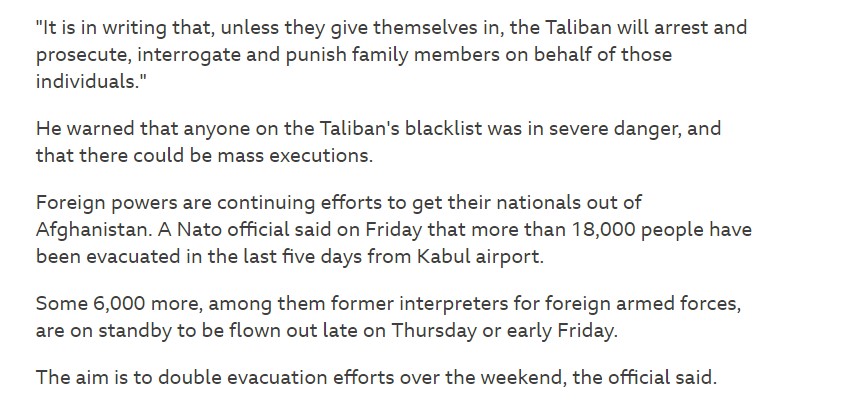 "It is in writing that, unless they give themselves in, the Taliban will arrest and
prosecute, interrogate and punish family members on behalf of those
individuals."
He warned that anyone on the Taliban's blacklist was in severe danger, and
that there could be mass executions.
Foreign powers are continuing efforts to get their nationals out of
Afghanistan. A Nato official said on Friday that more than 18,000 people have
been evacuated in the last five days from Kabul airport.
Some 6,000 more, among them former interpreters for foreign armed forces,
are on standby to be flown out late on Thursday or early Friday.
The aim is to double evacuation efforts over the weekend, the official said.